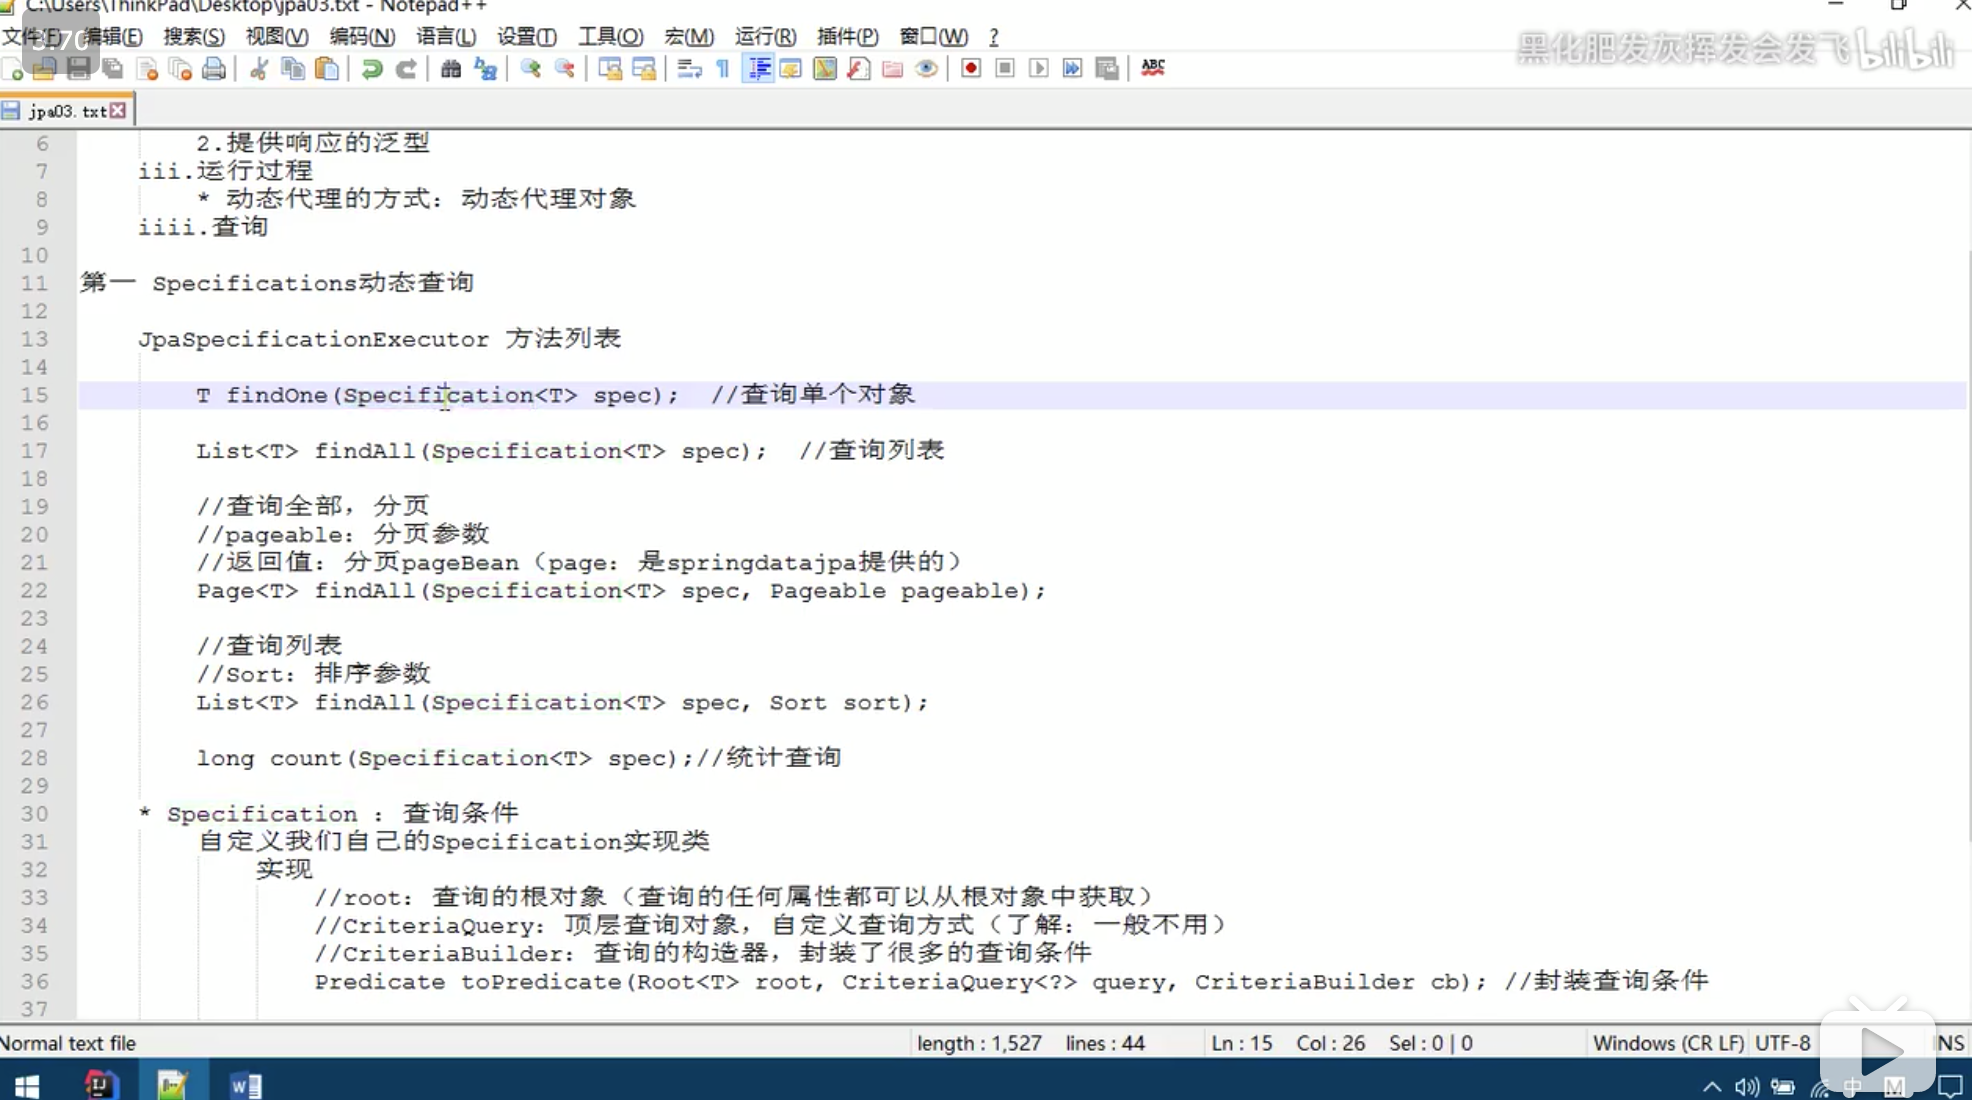 C:\Users\ThinkPad\Desktop\jpa03.txt - Notepad++
文件(F) 编辑(E) 搜索(S) 视图(V) 编码(N) 语言(L) 设置(T) 工具(O) 宏(M) 运行(R) 插件(P) 窗口(W) ?
黑化肥发灰挥发会发飞 bilibili
ABC
jpa03.txt
6 2.提供响应的泛型
7 iii.运行过程
8 * 动态代理的方式：动态代理对象
9 iiii.查询
10
11 第一 Specifications动态查询
12
13 JpaSpecificationExecutor 方法列表
14
15 T findOne(Specification<T> spec); //查询单个对象
16
17 List<T> findAll(Specification<T> spec); //查询列表
18
19 //查询全部，分页
20 //pageable：分页参数
21 //返回值：分页pageBean（page：是springdatajpa提供的）
22 Page<T> findAll(Specification<T> spec, Pageable pageable);
23
24 //查询列表
25 //Sort：排序参数
26 List<T> findAll(Specification<T> spec, Sort sort);
27
28 long count(Specification<T> spec);//统计查询
29
30 * Specification ：查询条件
31 自定义我们自己的Specification实现类
32 实现
33 //root：查询的根对象（查询的任何属性都可以从根对象中获取）
34 //CriteriaQuery：顶层查询对象，自定义查询方式（了解：一般不用）
35 //CriteriaBuilder：查询的构造器，封装了很多的查询条件
36 Predicate toPredicate(Root<T> root, CriteriaQuery<?> query, CriteriaBuilder cb); //封装查询条件
37
Normal text file length : 1,527 lines : 44 Ln : 15 Col : 26 Sel : 0 | 0 Windows (CR LF) UTF-8 INS
中 M